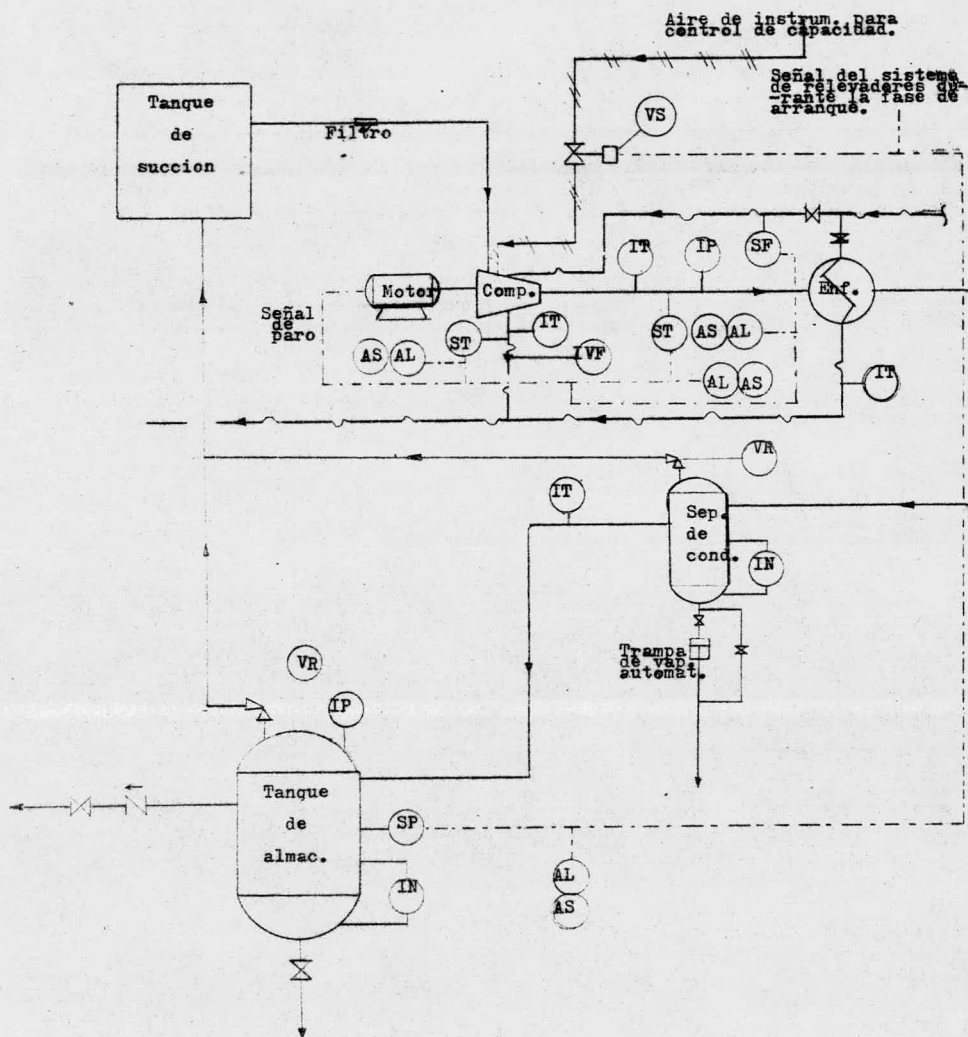 Aire de instrum. para
control de capacidad.
Señal del sistema
de relevadores du-
-rante la fase de
arranque.
Tanque
de
succion
Filtro
VS
IT
IP
SF
Motor
Comp.
Enf.
Señal
de
paro
AS
AL
ST
IT
IVF
ST
AS
AL
AL
AS
IT
VR
IT
Sep.
de
cond.
IN
Trampa
de vap.
automat.
VR
IP
Tanque
de
almac.
SP
IN
AL
AS